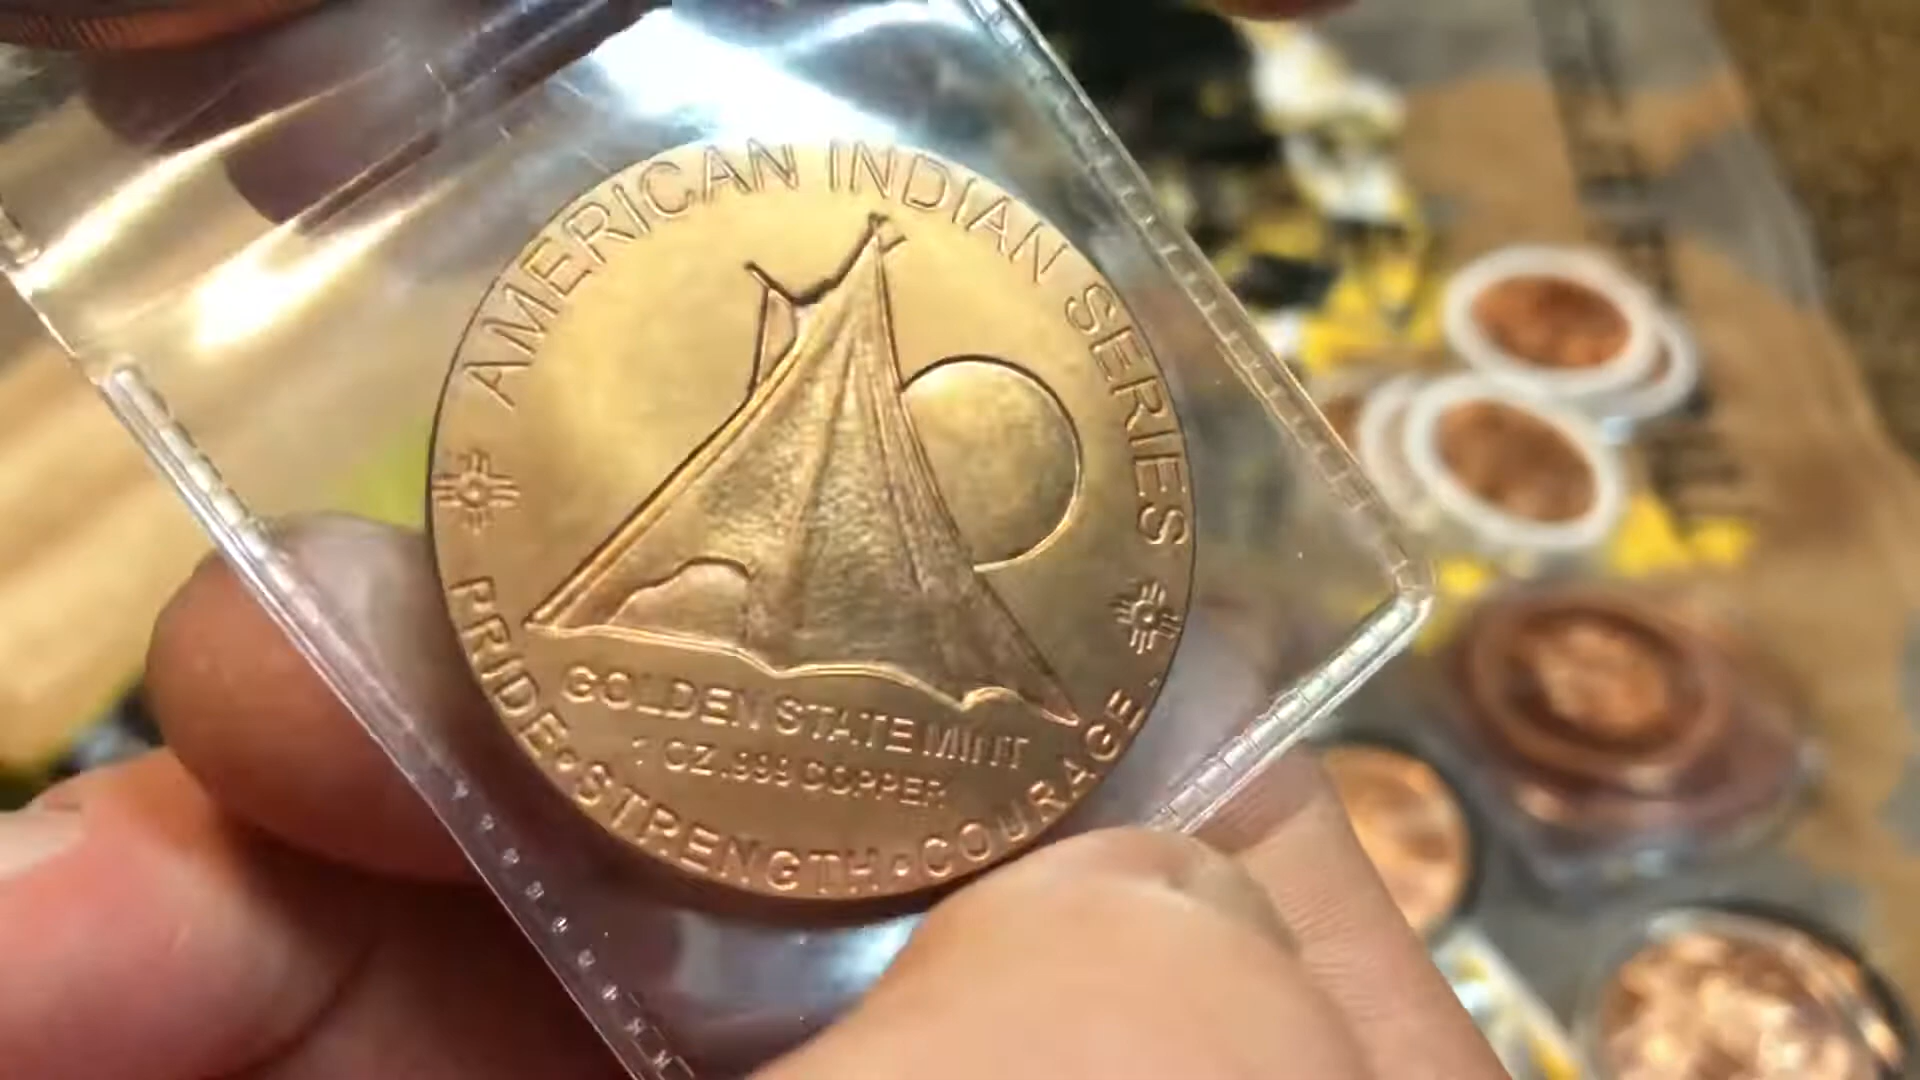 AMERICAN INDIAN SERIES
GOLDEN STATE MINT
1 OZ .999 COPPER
PRIDE • STRENGTH • COURAGE